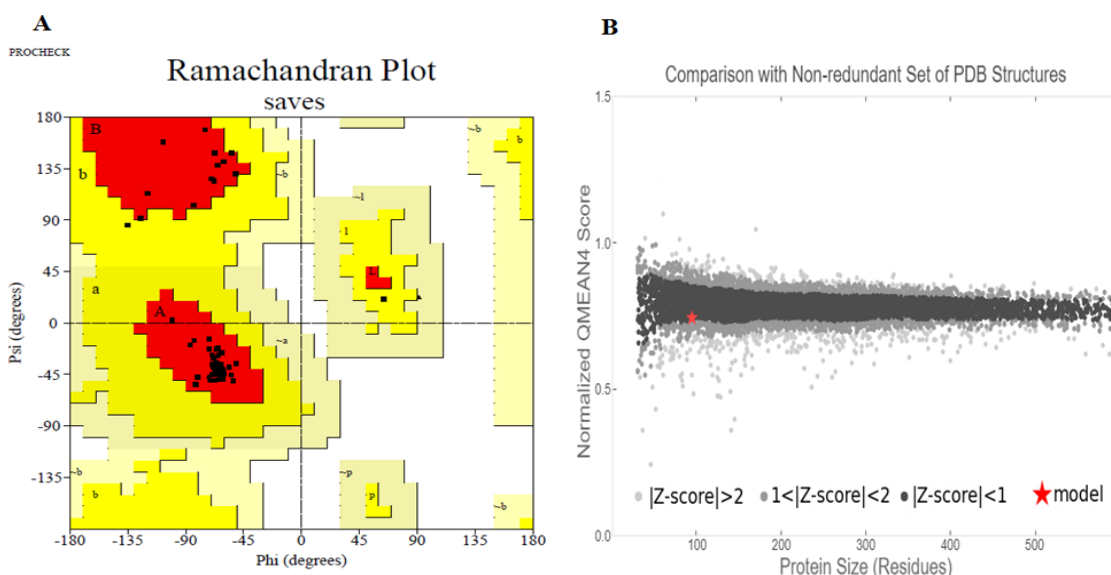 A
PROCHECK
Ramachandran Plot
saves
180
135
90
45
0
-45
-90
-135
-180
-135
-90
-45
0
45
90
135
180
Psi (degrees)
Phi (degrees)
B
b
~b
a
A
~a
~l
l
L
~b
b
~b
b
~p
p
~b
B
Comparison with Non-redundant Set of PDB Structures
Normalized QMEAN4 Score
1.5
1.0
0.5
0.0
|Z-score|>2 1<|Z-score|<2 |Z-score|<1 model
100 200 300 400 500
Protein Size (Residues)